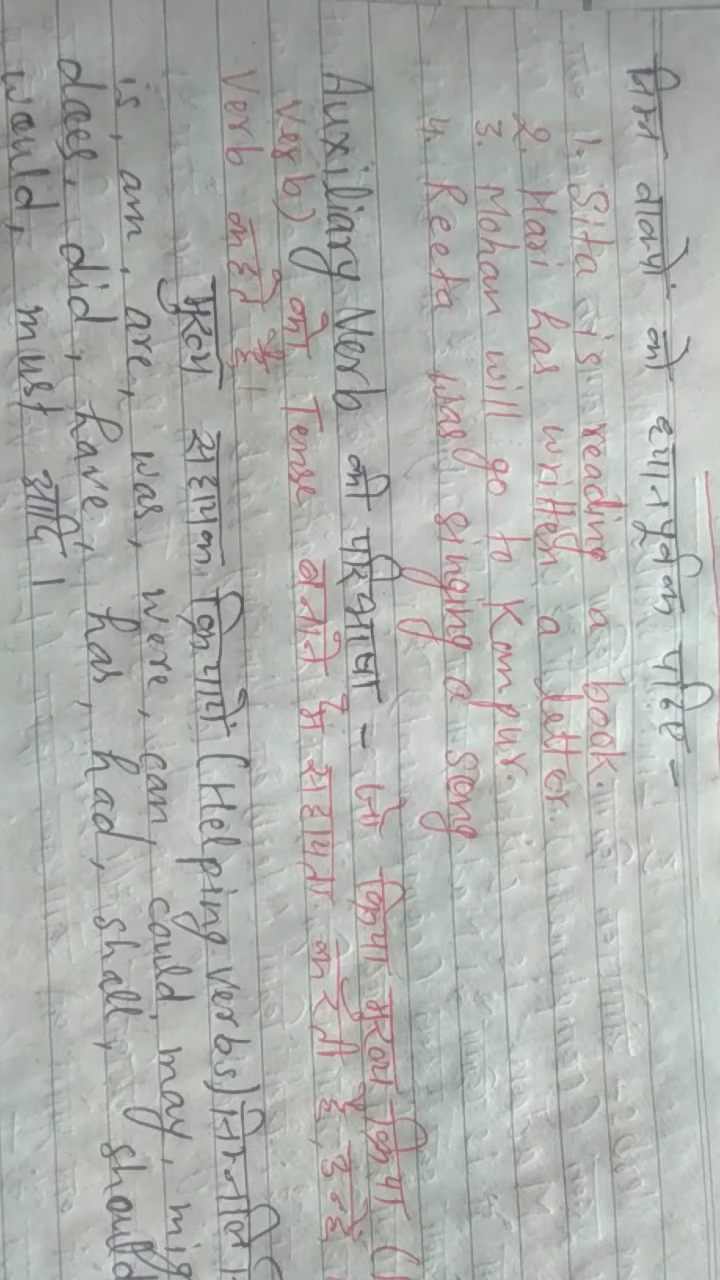 निम्न वाक्यों को ध्यानपूर्वक पढ़िए -
1. Sita is reading a book.
2. Hari has written a letter.
3. Mohan will go to Kanpur.
4. Reeta was singing a song
Auxiliary Verb की परिभाषा - जो क्रिया मुख्य क्रिया (
verb) को Tense बनाने में सहायता करती है, उन्हें
verb कहते हैं।
मुख्य सहायक क्रियाये (Helping verbs)
is, am, are, was, were, can, could, may,
does, did, have, has, had, shall, should
would, must आदि।